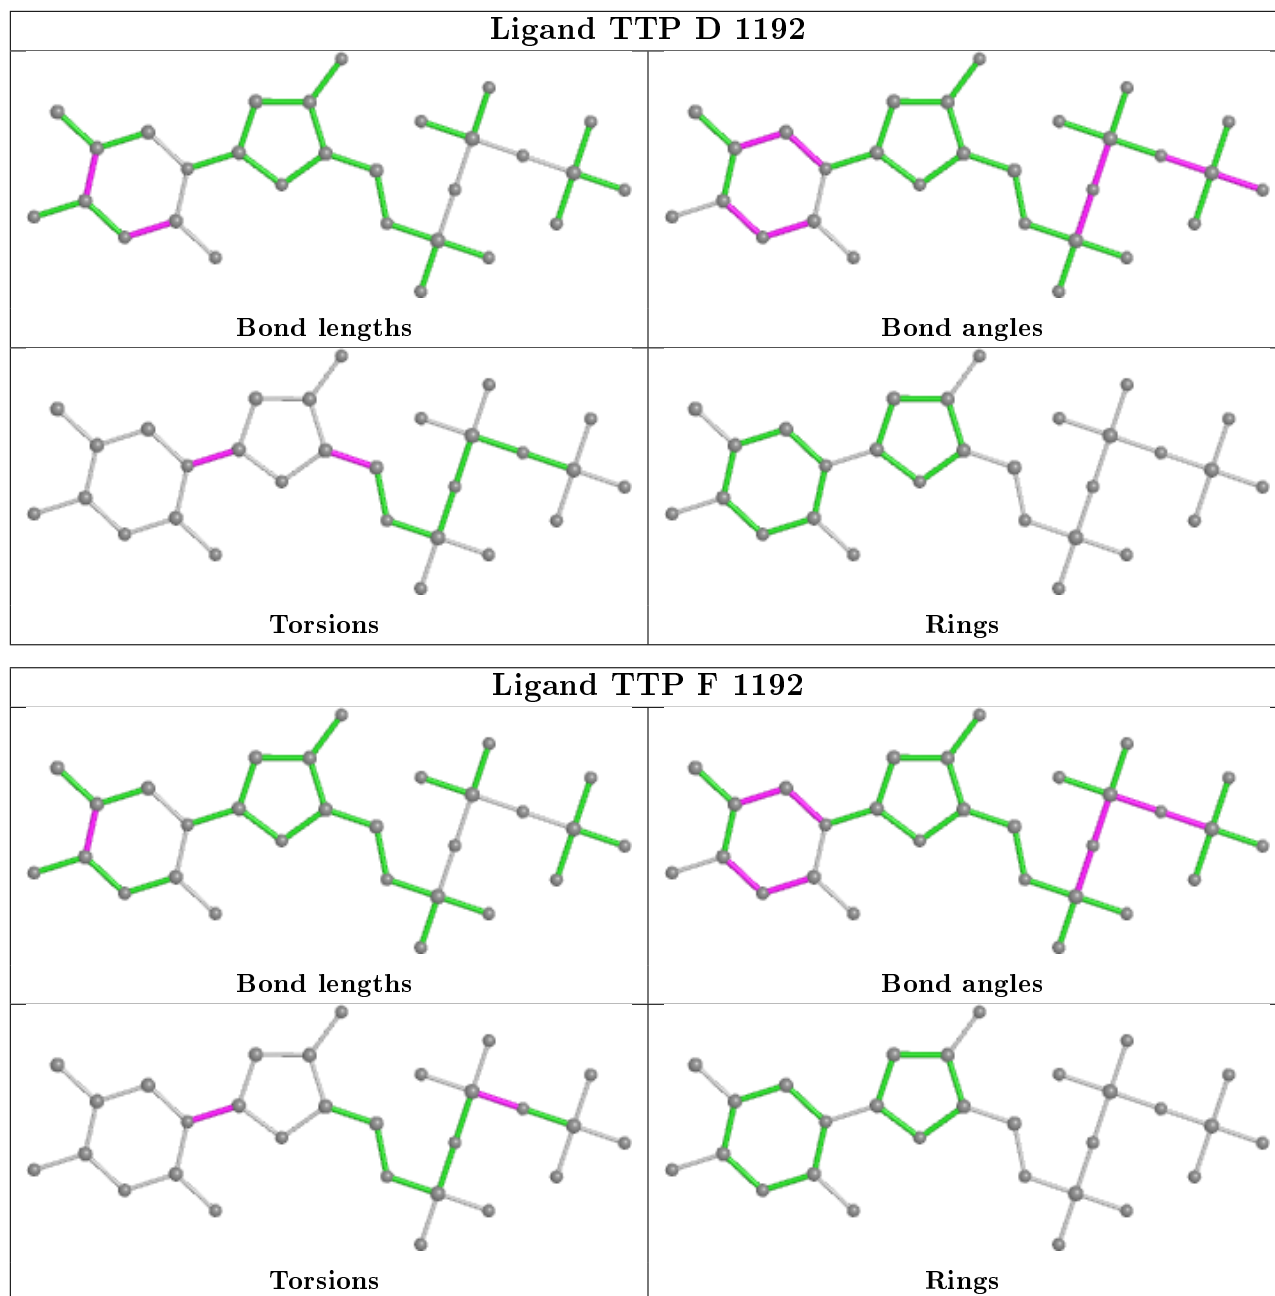 Ligand TTP D 1192
Bond lengths
Bond angles
Torsions
Rings
Ligand TTP F 1192
Bond lengths
Bond angles
Torsions
Rings